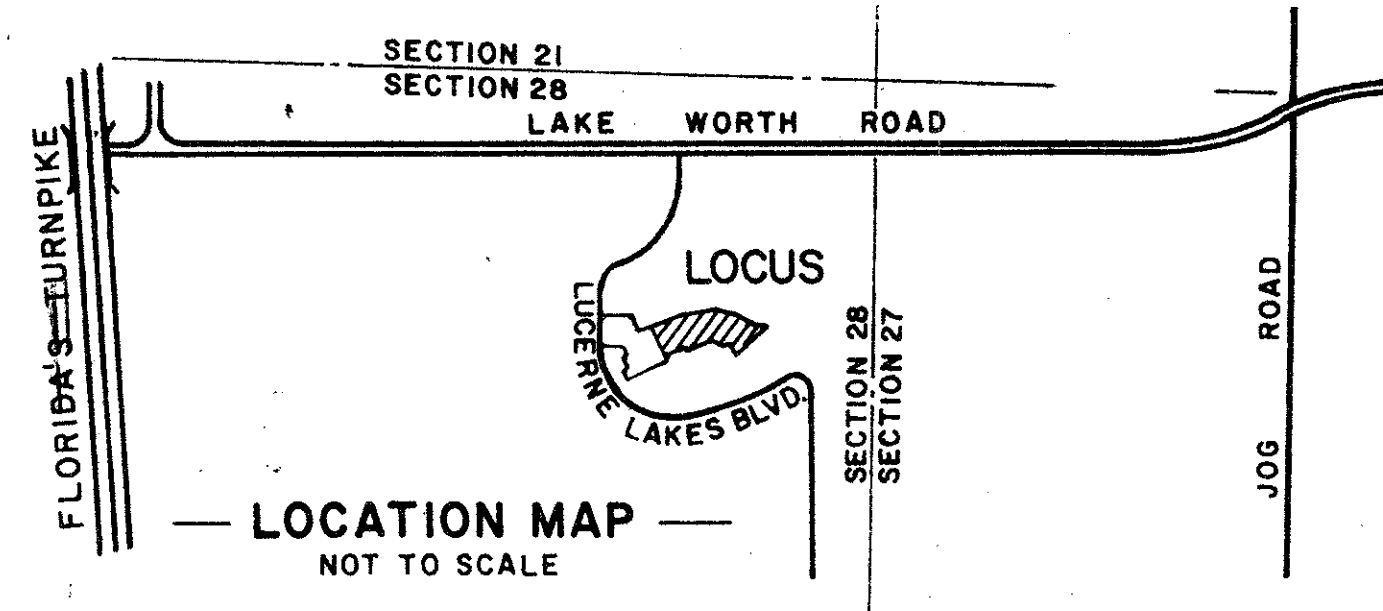 SECTION 21
SECTION 28
LAKE WORTH ROAD
FLORIDA'S TURNPIKE
LOCUS
LUCERNE LAKES BLVD.
SECTION 28
SECTION 27
JOG ROAD
— LOCATION MAP —
NOT TO SCALE